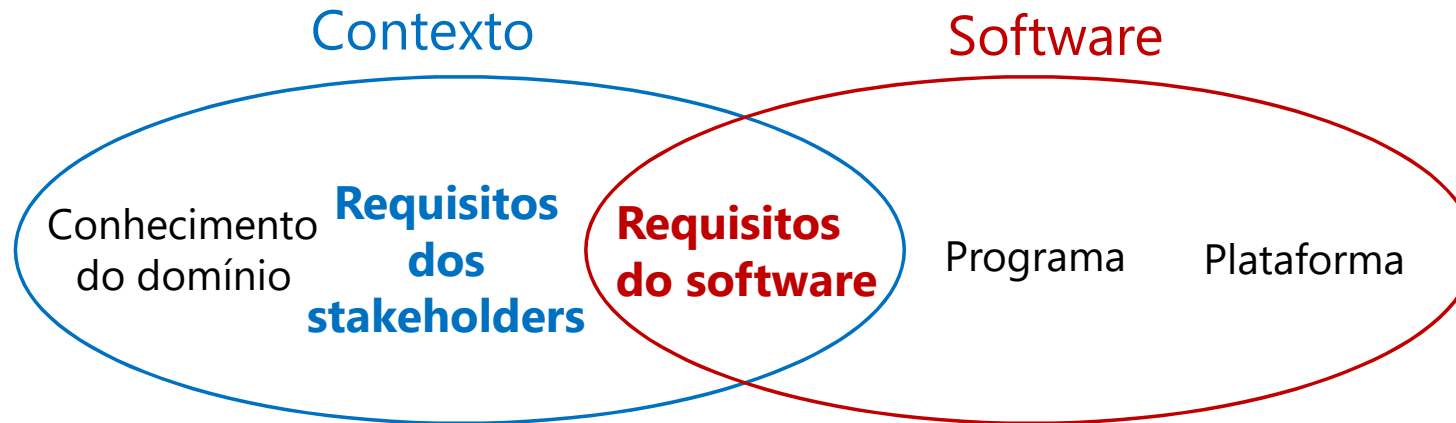 Contexto
Software
Conhecimento
do domínio
Requisitos
dos
stakeholders
Requisitos
do software
Programa
Plataforma